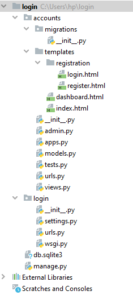 login C:\Users\hp\login
accounts
migrations
__init__.py
templates
registration
login.html
register.html
dashboard.html
index.html
__init__.py
admin.py
apps.py
models.py
tests.py
urls.py
views.py
login
__init__.py
settings.py
urls.py
wsgi.py
db.sqlite3
manage.py
External Libraries
Scratches and Consoles